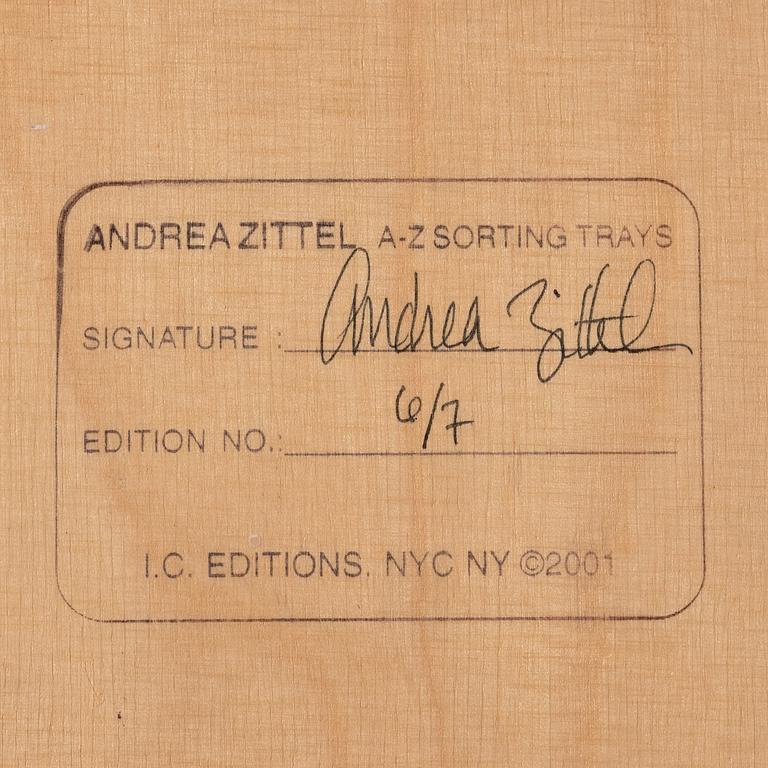 ANDREA ZITTEL A-Z SORTING TRAYS
SIGNATURE : Andrea Zittel
EDITION NO.: 6/7
I.C. EDITIONS. NYC NY ©2001